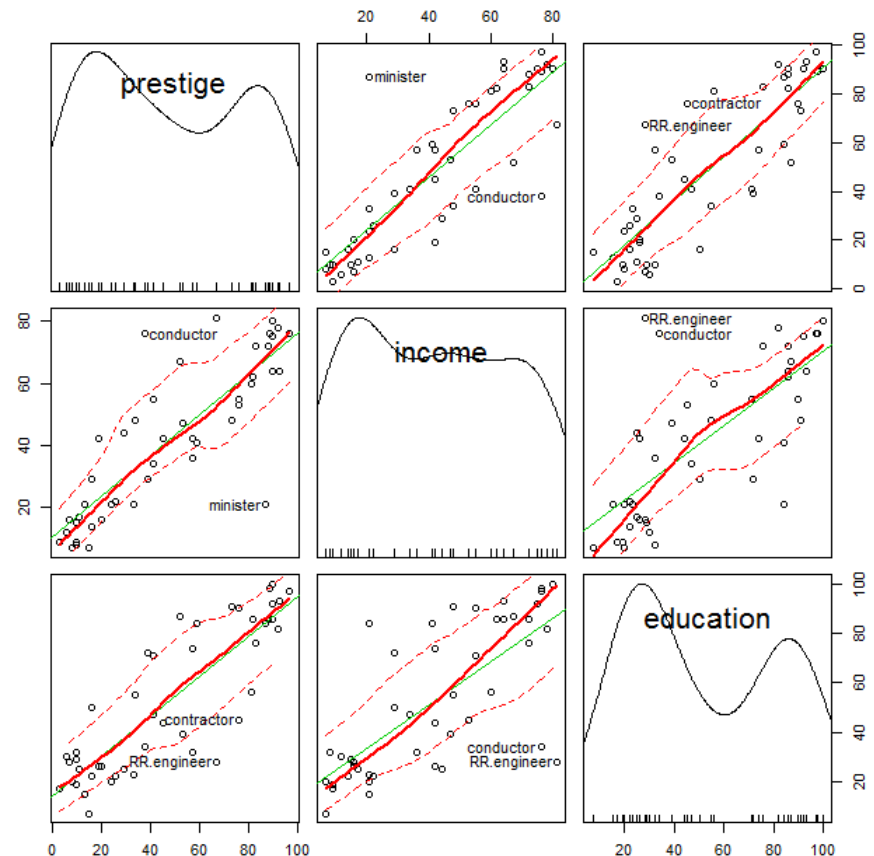 20 40 60 80
prestige
minister
conductor
contractor
RR.engineer
0 20 40 60 80 100
20 40 60 80
conductor
minister
income
RR.engineer
conductor
contractor
RR.engineer
conductor
RR.engineer
education
20 40 60 80 100
0 20 40 60 80 100
20 40 60 80 100